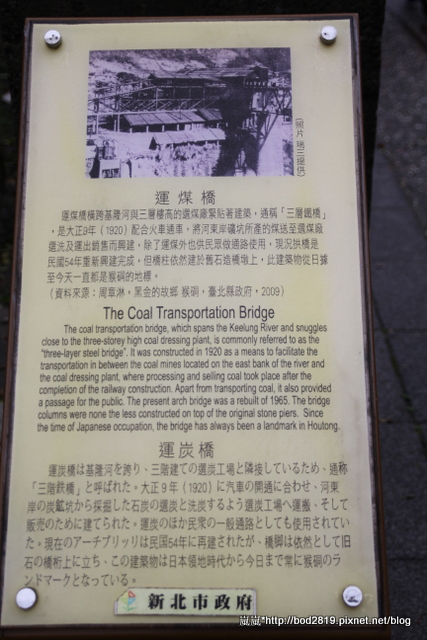 (照片 瑞三提供)
運煤橋
運煤橋橫跨基隆河與三層樓高的選煤廠緊貼著建築，通稱「三層鐵橋」
，是大正9年（1920）配合火車通車，將河東岸礦坑所產的煤送至選煤廠
選洗及運出銷售而興建，除了運煤外也供民眾做通路使用，現況拱橋是
民國54年重新興建完成，但橋柱依然建於舊石造橋墩上，此建築物從日據
至今天一直都是猴硐的地標。
（資料來源：周章淋，黑金的故鄉 猴硐，臺北縣政府，2009）
The Coal Transportation Bridge
The coal transportation bridge, which spans the Keelung River and snuggles
close to the three-storey high coal dressing plant, is commonly referred to as the
"three-layer steel bridge". It was constructed in 1920 as a means to facilitate the
transportation in between the coal mines located on the east bank of the river and
the coal dressing plant, where processing and selling coal took place after the
completion of the railway construction. Apart from transporting coal, it also provided
a passage for the public. The present arch bridge was a rebuilt of 1965. The bridge
columns were none the less constructed on top of the original stone piers. Since
the time of Japanese occupation, the bridge has always been a landmark in Houtong.
運炭橋
運炭橋は基隆河を跨り、三階建ての選炭工場と隣接しているため、通称
「三階鉄橋」と呼ばれた。大正９年（1920）に汽車の開通に合わせ、河東
岸の炭鉱坑から採掘した石炭の選炭と洗炭するよう選炭工場へ運搬、そして
販売のために建てられた。運炭のほか民衆の一般通路としても使用されてい
た。現在のアーチブリッリは民国54年に再建されたが、橋脚は依然として旧
石の橋桁上に立ち、この建築物は日本領地時代から今日まで常に猴硐のラ
ンドマークとなっている。
新北市政府
嵐嵐*http://bod2819.pixnet.net/blog